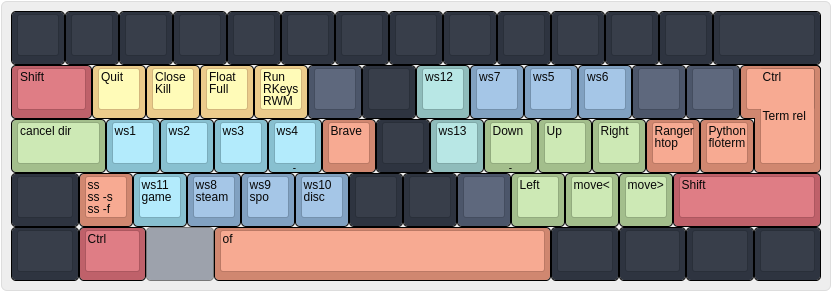 Shift
Quit
Close
Kill
Float
Full
Run
RKeys
RWM
ws12
ws7
ws5
ws6
Ctrl
Term rel
cancel dir
ws1
ws2
ws3
ws4
-
Brave
ws13
Down
-
Up
Right
Ranger
htop
Python
floterm
ss
ss -s
ss -f
ws11
game
ws8
steam
ws9
spo
ws10
disc
Left
move<
move>
Shift
Ctrl
of